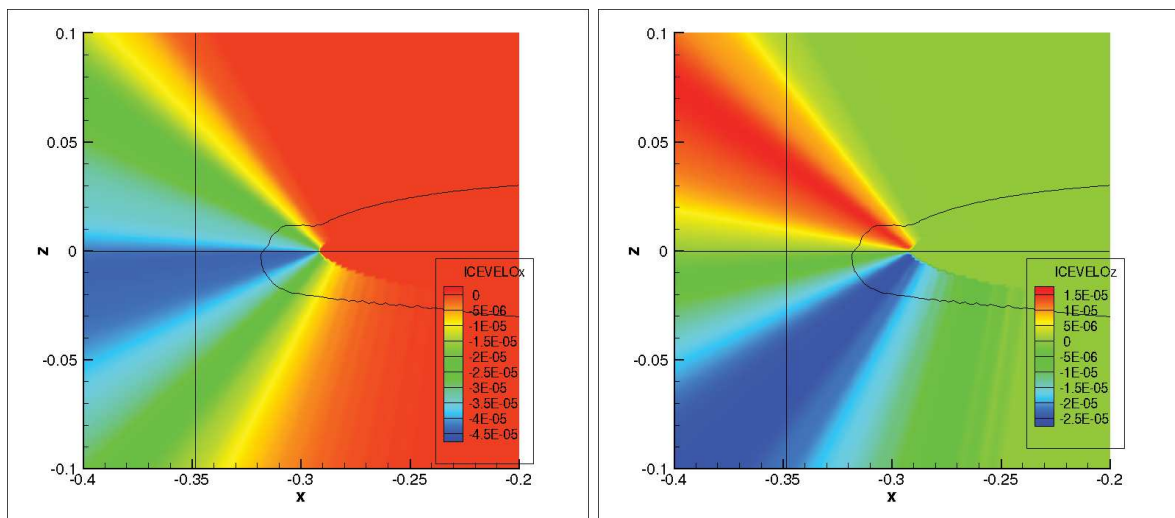 0.1
0.05
0
-0.05
-0.1
z
-0.4
-0.35
-0.3
-0.25
-0.2
x
ICEVELOx
0
-5E-06
-1E-05
-1.5E-05
-2E-05
-2.5E-05
-3E-05
-3.5E-05
-4E-05
-4.5E-05
0.1
0.05
0
-0.05
-0.1
z
-0.4
-0.35
-0.3
-0.25
-0.2
x
ICEVELOz
1.5E-05
1E-05
5E-06
0
-5E-06
-1E-05
-1.5E-05
-2E-05
-2.5E-05